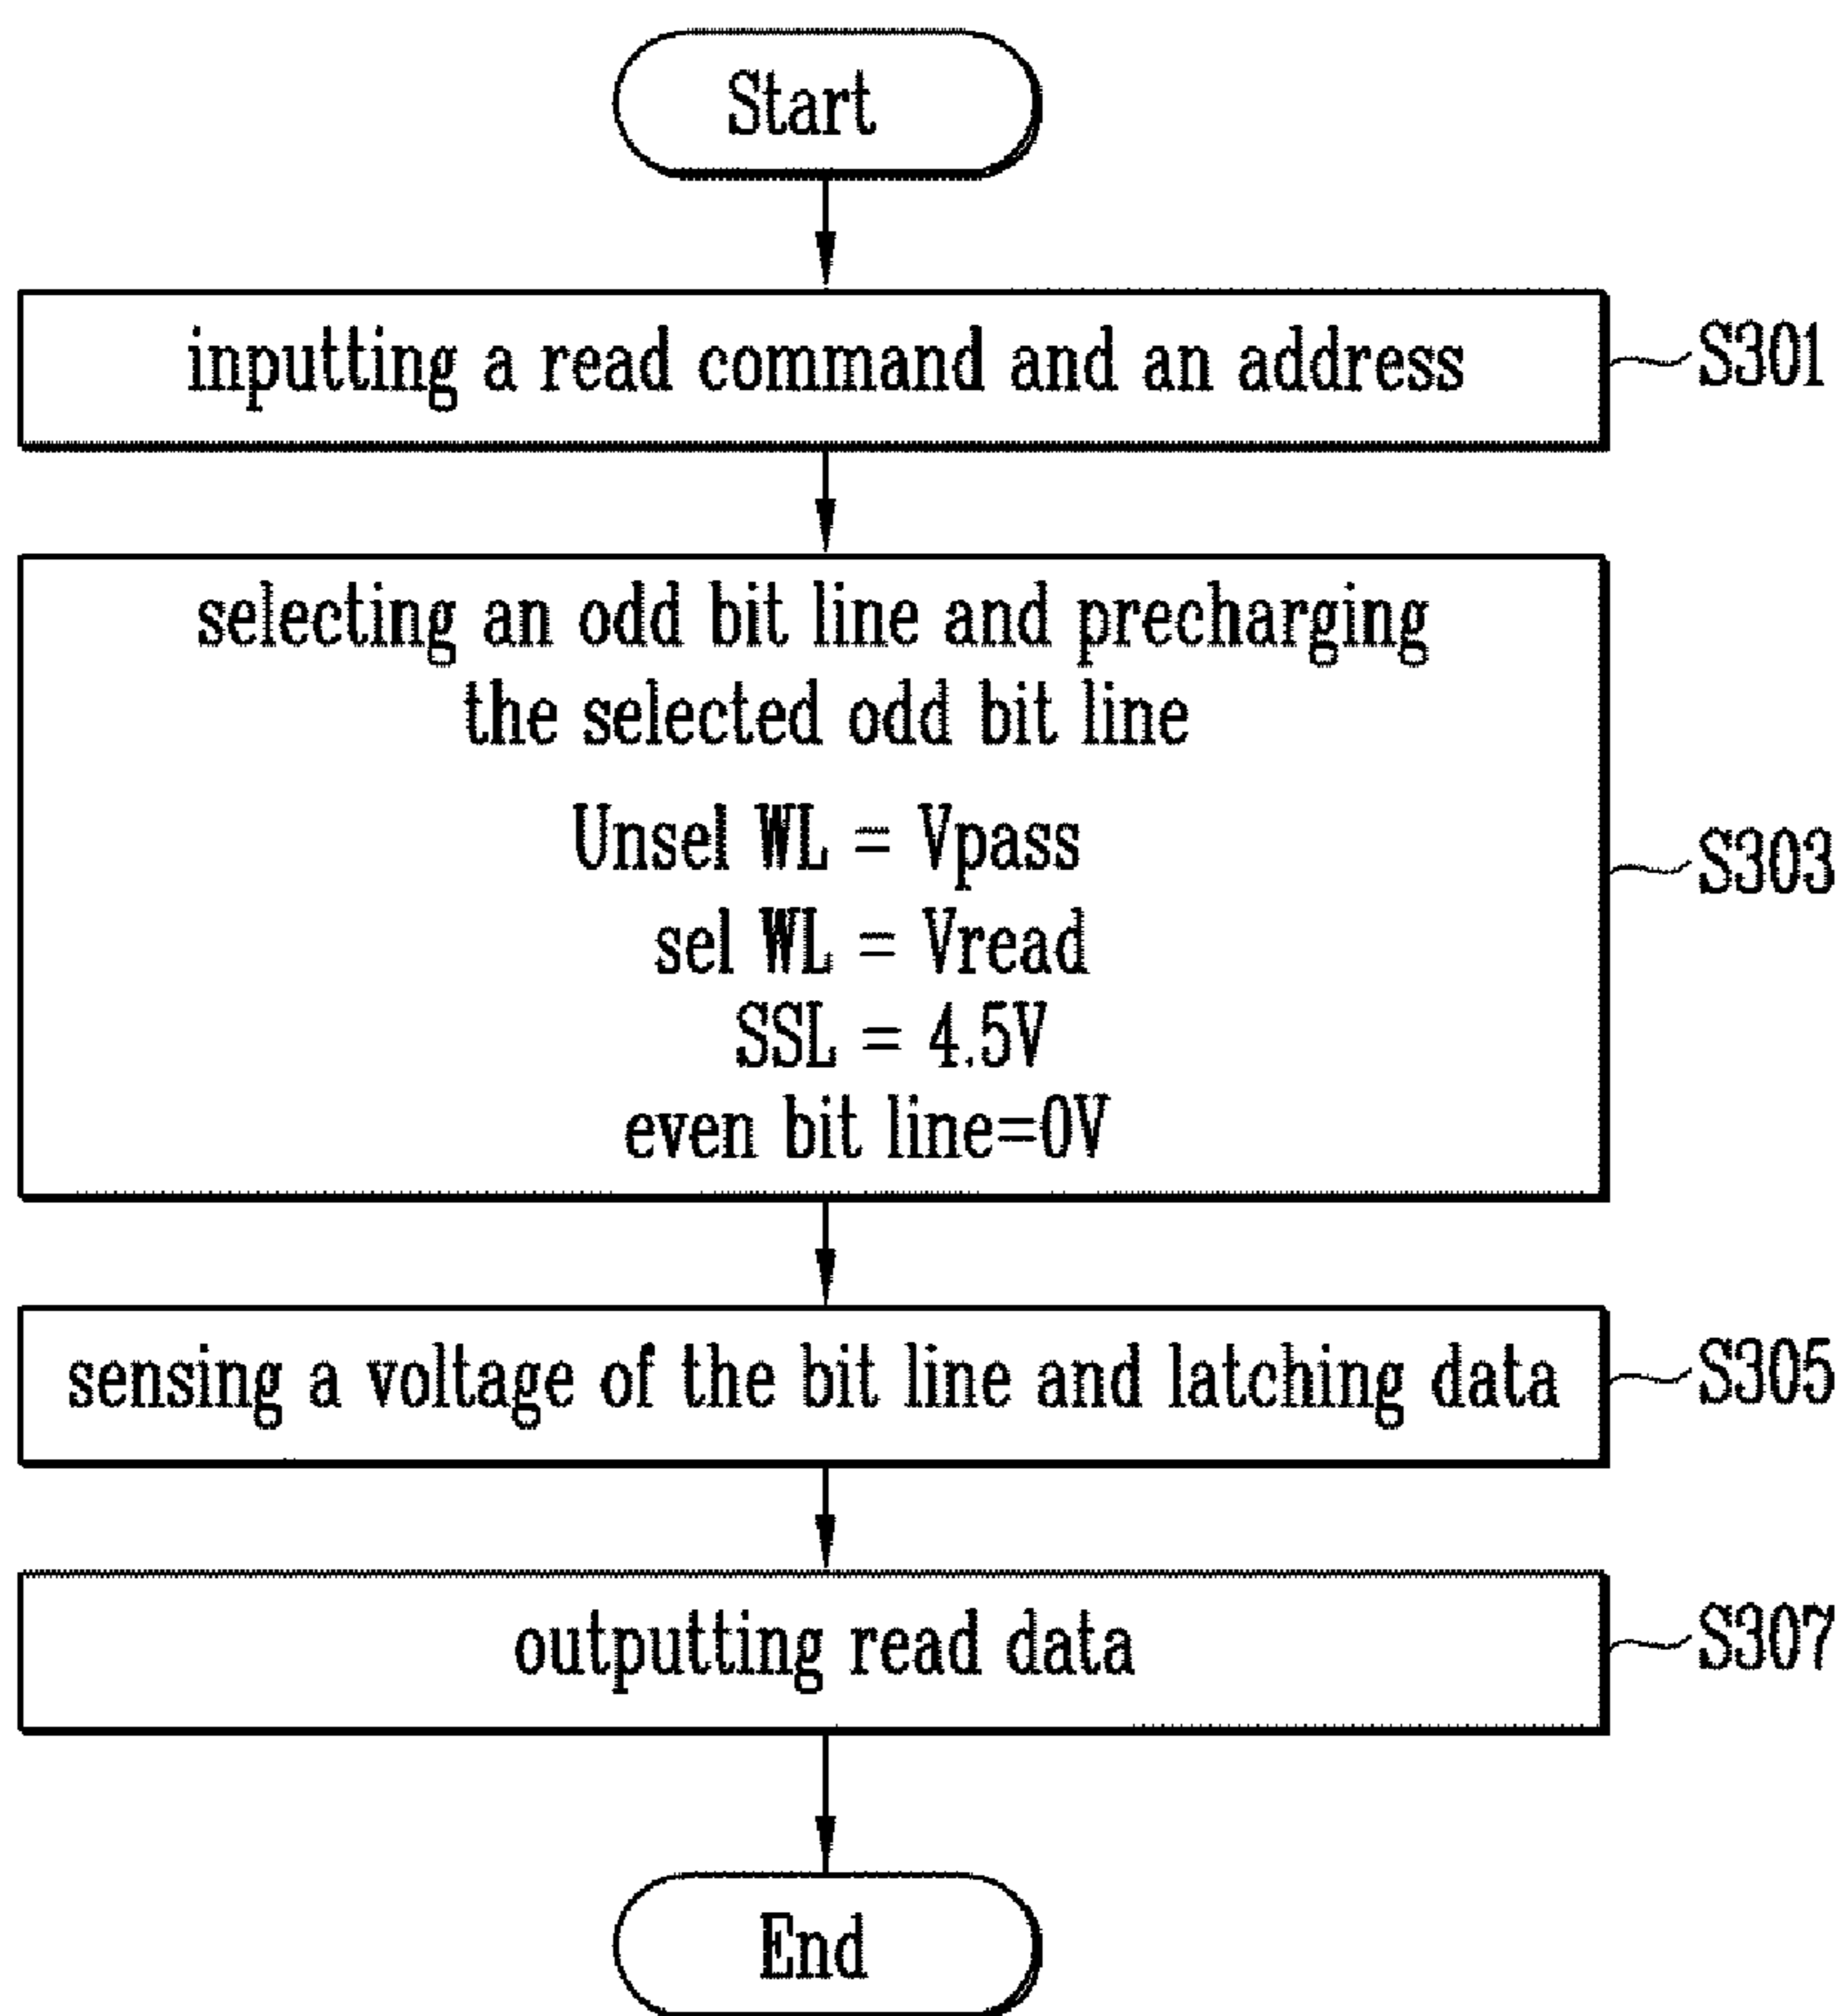 Start
inputting a read command and an address
S301
selecting an odd bit line and precharging
the selected odd bit line
Unsel WL = Vpass
sel WL = Vread
SSL = 4.5V
even bit line=0V
S303
sensing a voltage of the bit line and latching data
S305
outputting read data
S307
End